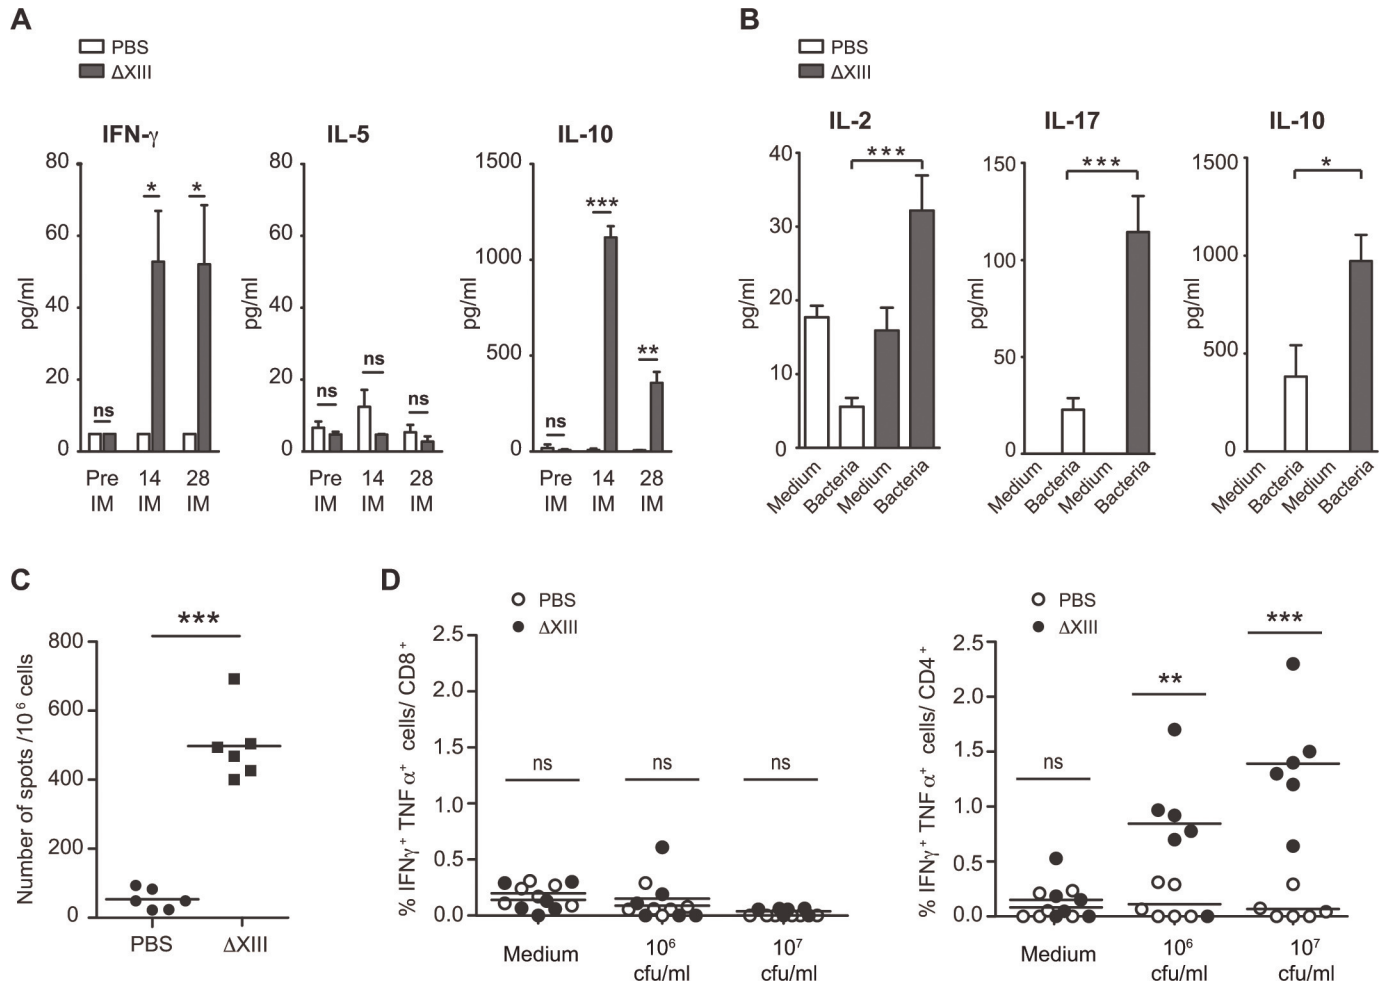 A
PBS
ΔXIII
IFN-γ
IL-5
IL-10
* *
ns
80
60
40
20
0
pg/ml
Pre 14 28
IM IM IM
ns
ns
ns
80
60
40
20
0
pg/ml
Pre 14 28
IM IM IM
***
**
ns
1500
1000
500
0
pg/ml
Pre 14 28
IM IM IM
B
PBS
ΔXIII
IL-2
IL-17
IL-10
***
40
30
20
10
0
pg/ml
Medium
Bacteria
Medium
Bacteria
***
150
100
50
0
pg/ml
Medium
Bacteria
Medium
Bacteria
*
1500
1000
500
0
pg/ml
Medium
Bacteria
Medium
Bacteria
C
***
800
600
400
200
0
Number of spots /10⁶ cells
PBS ΔXIII
D
PBS
ΔXIII
2.5
2.0
1.5
1.0
0.5
0.0
% IFNγ⁺ TNFα⁺ cells/ CD8⁺
ns ns ns
Medium 10⁶ 10⁷
cfu/ml cfu/ml
PBS
ΔXIII
2.5
2.0
1.5
1.0
0.5
0.0
% IFNγ⁺ TNFα⁺ cells/ CD4⁺
ns ** ***
Medium 10⁶ 10⁷
cfu/ml cfu/ml